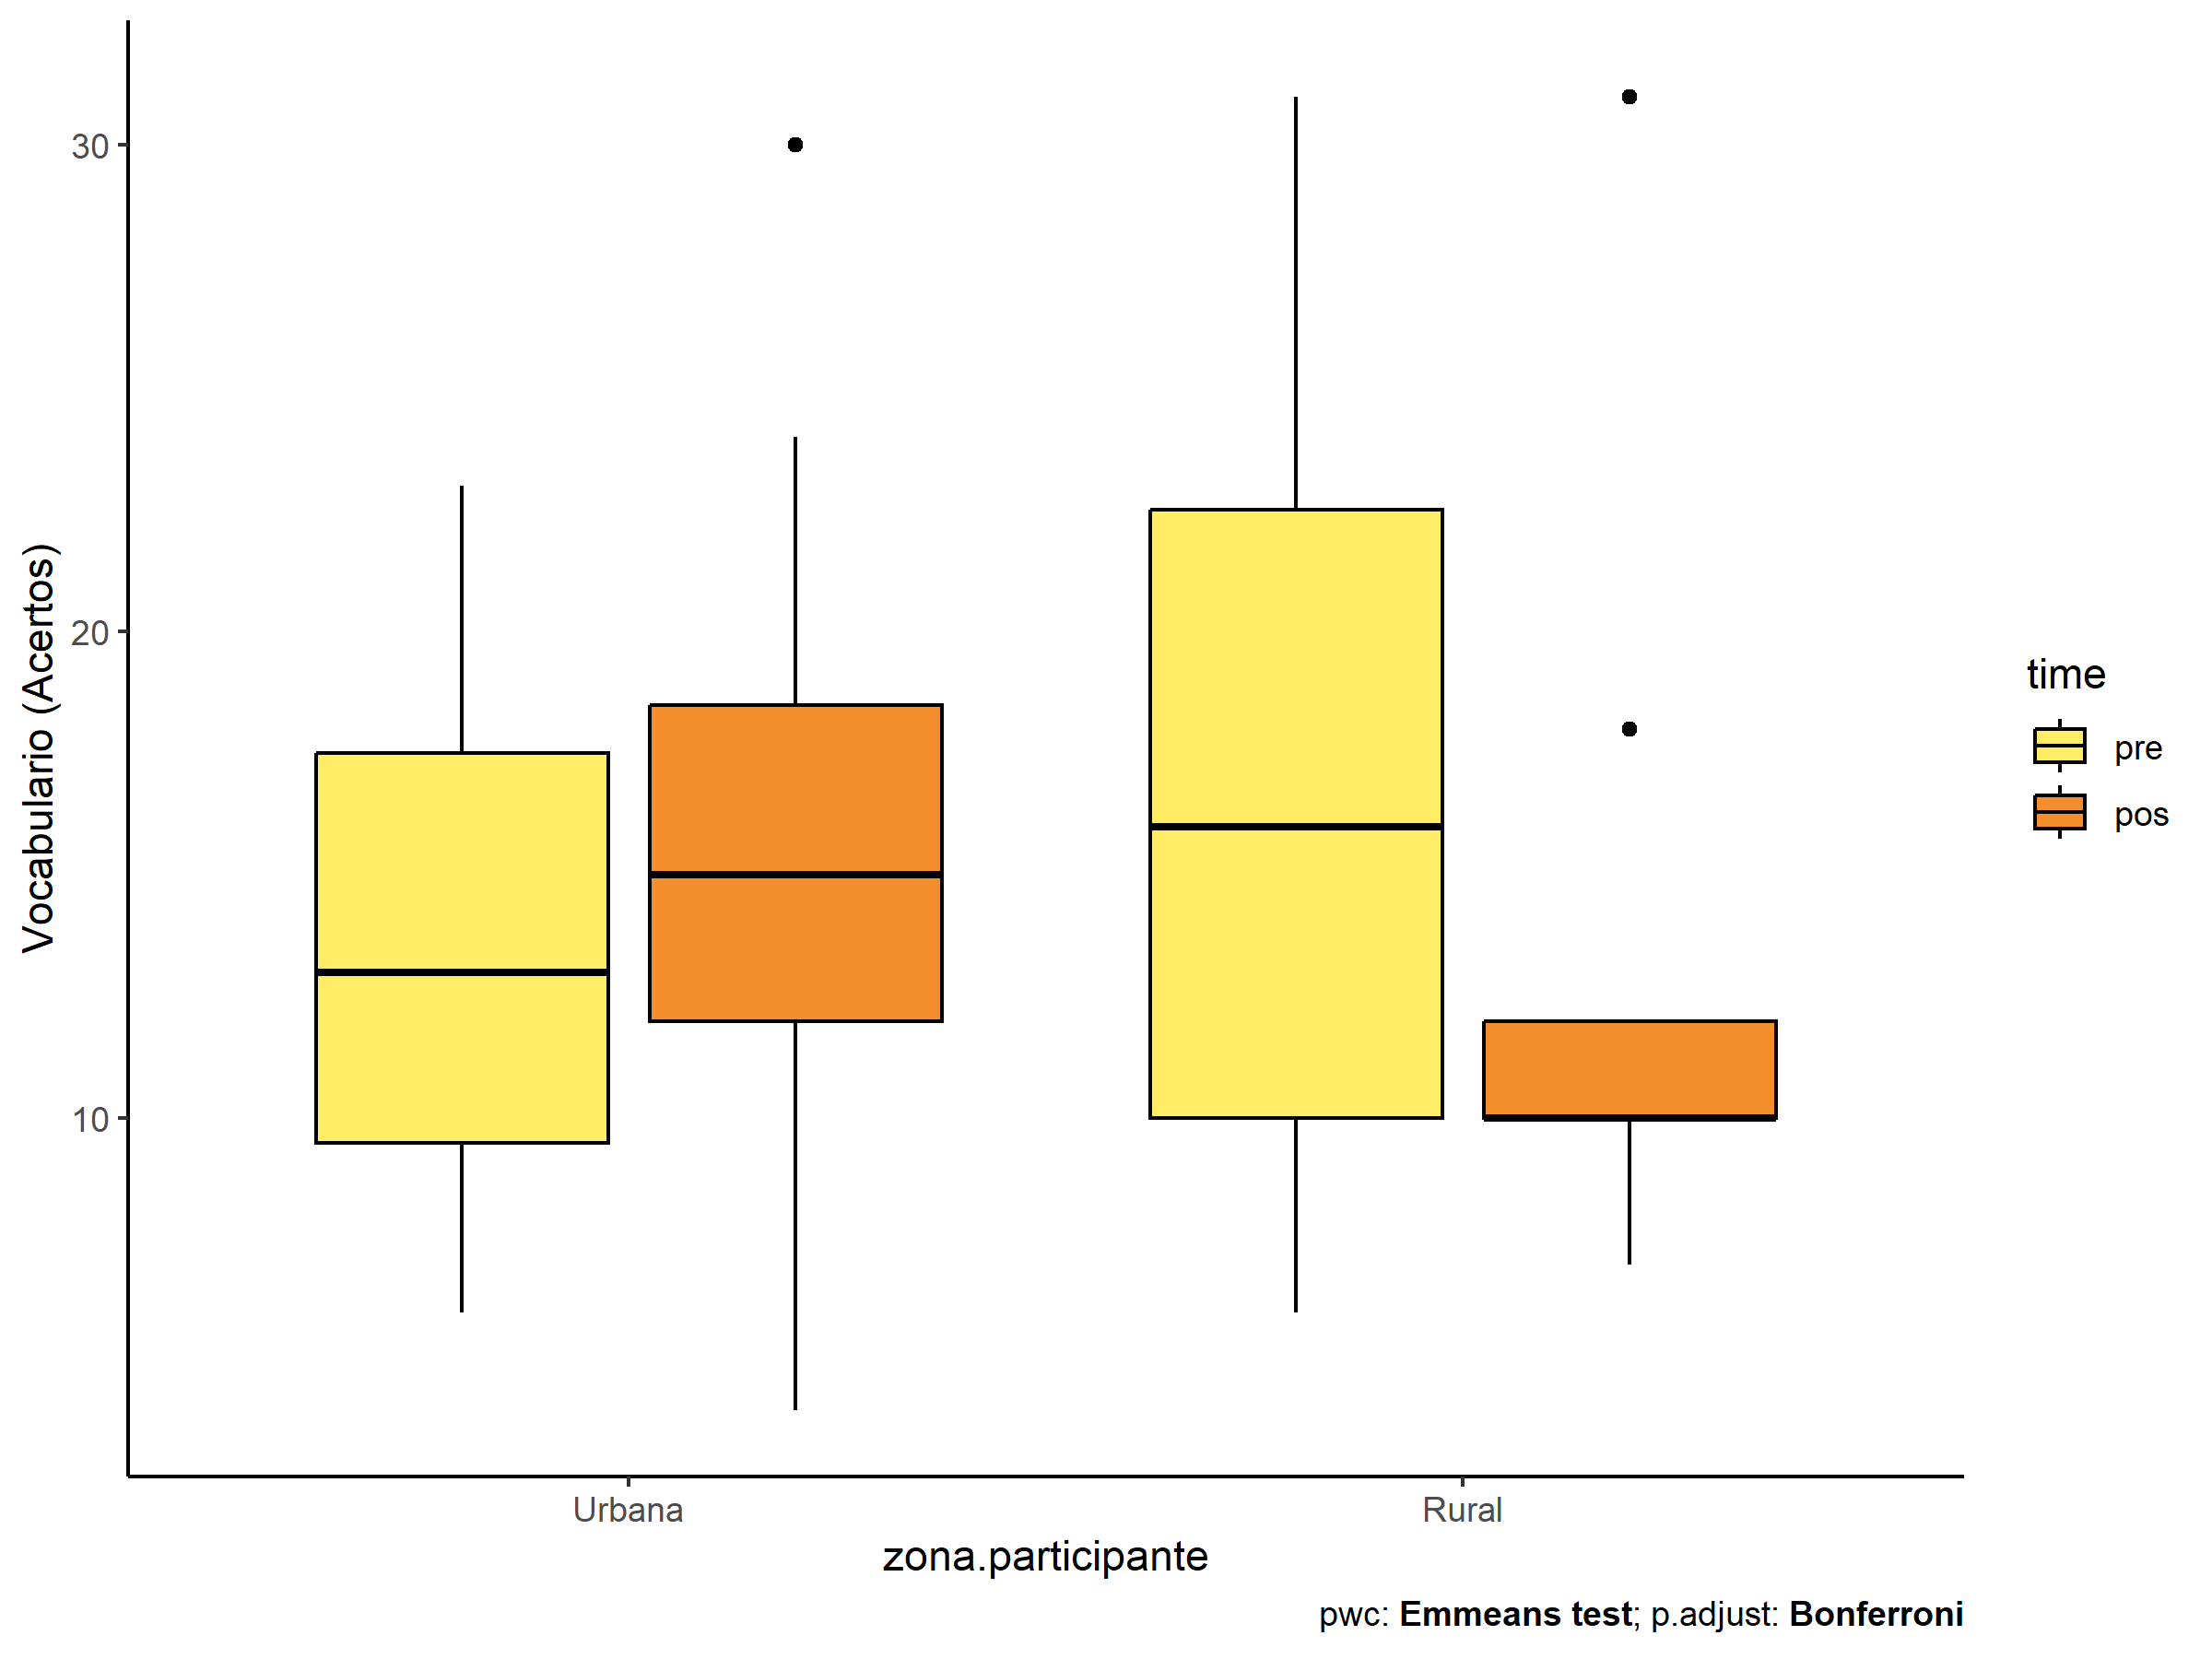 Vocabulario (Acertos)
30
20
10
Urbana
Rural
zona.participante
time
pre
pos
pwc: Emmeans test; p.adjust: Bonferroni